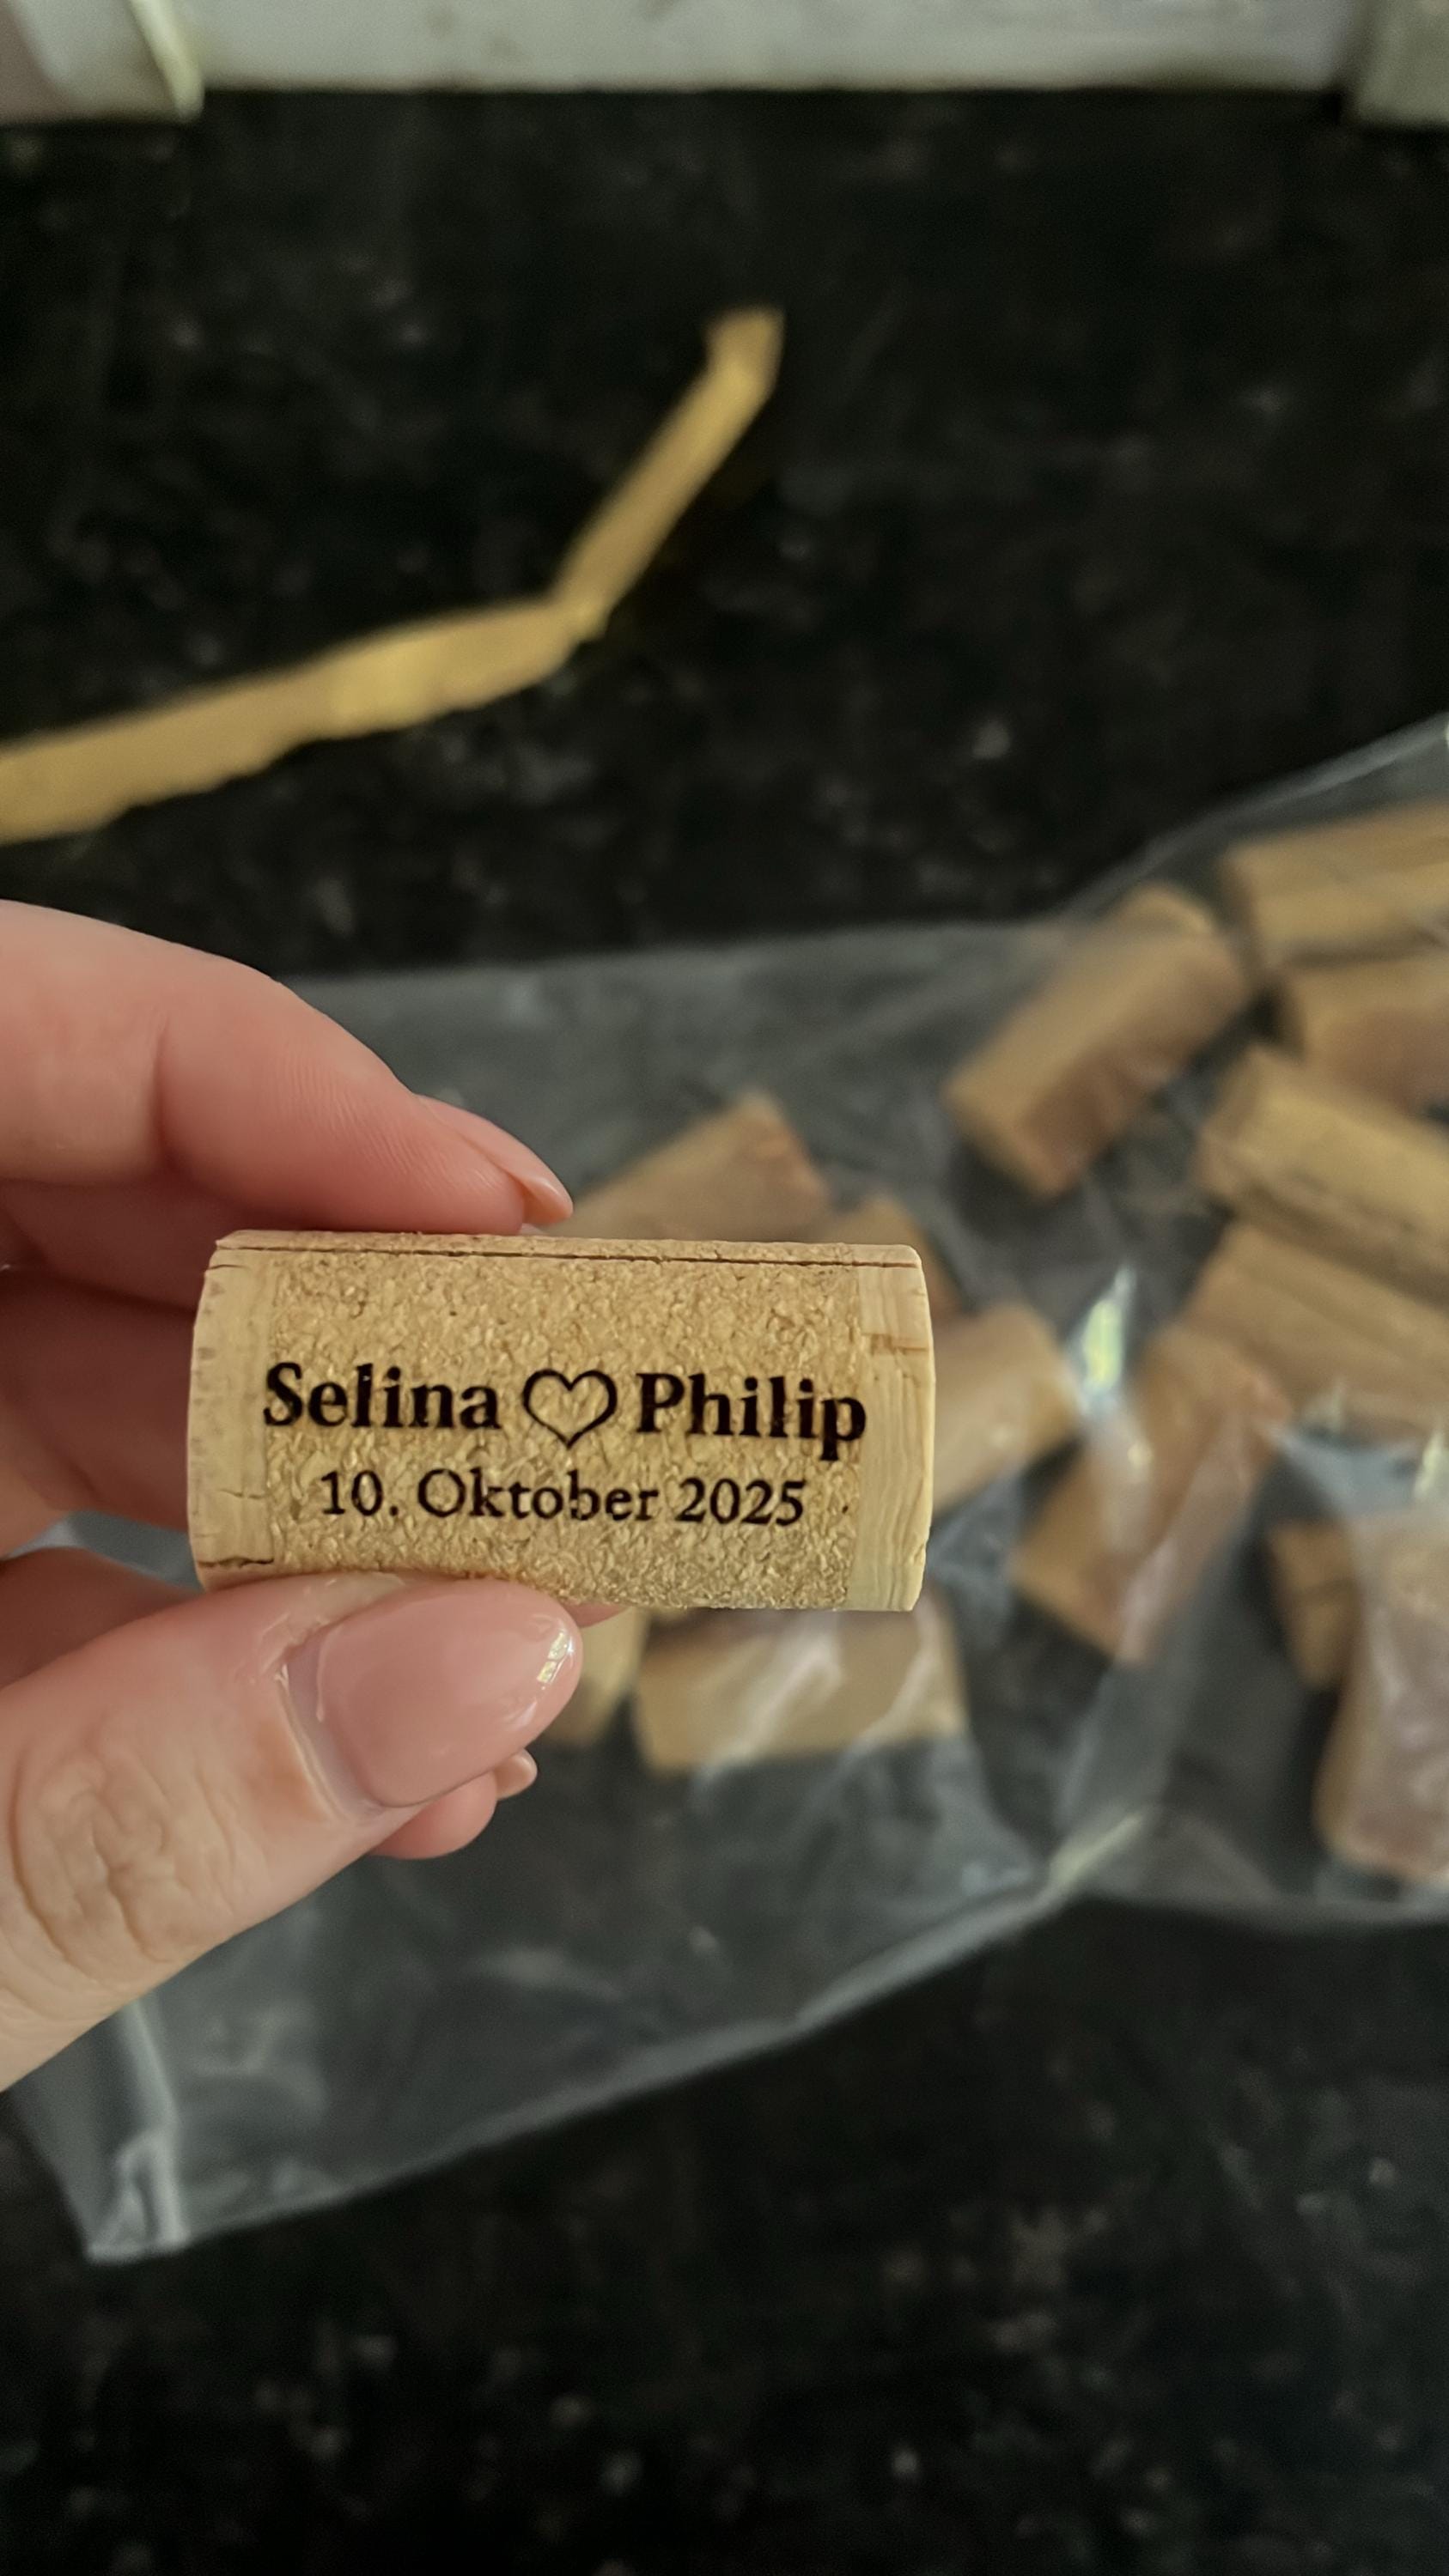 Selina ♡ Philip
10. Oktober 2025